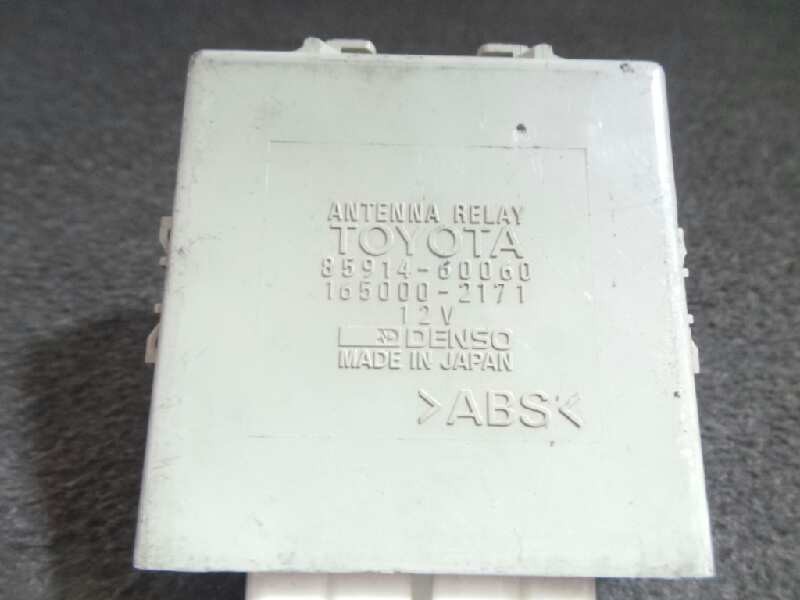 ANTENNA RELAY
TOYOTA
85914-60060
165000-2171
12V
DENSO
MADE IN JAPAN
>ABS<